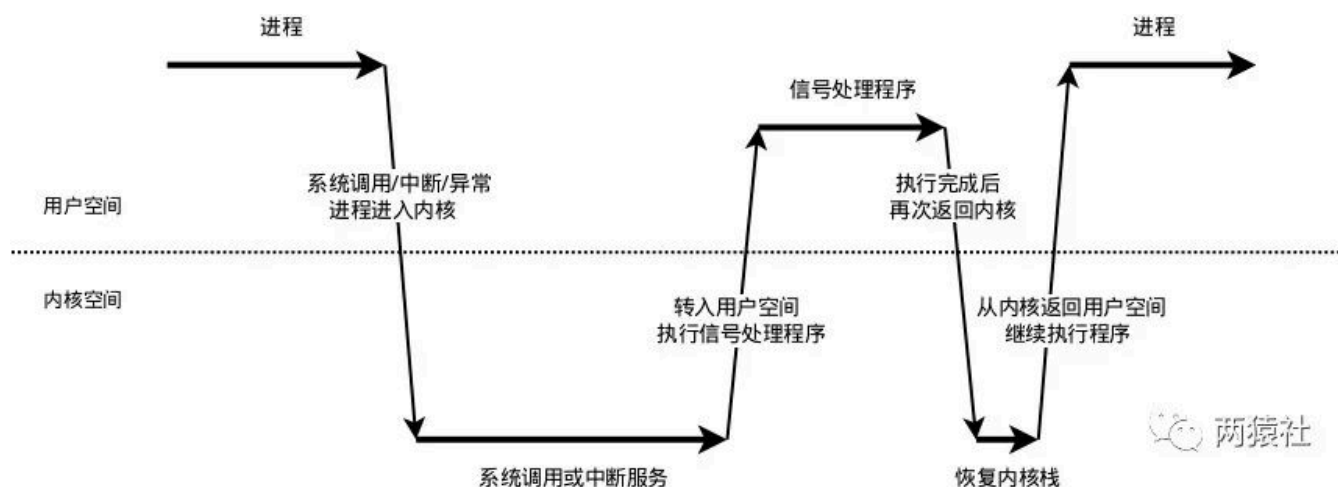 进程
进程
信号处理程序
系统调用/中断/异常
进程进入内核
执行完成后
再次返回内核
用户空间
内核空间
转入用户空间
执行信号处理程序
从内核返回用户空间
继续执行程序
两猿社
系统调用或中断服务
恢复内核栈